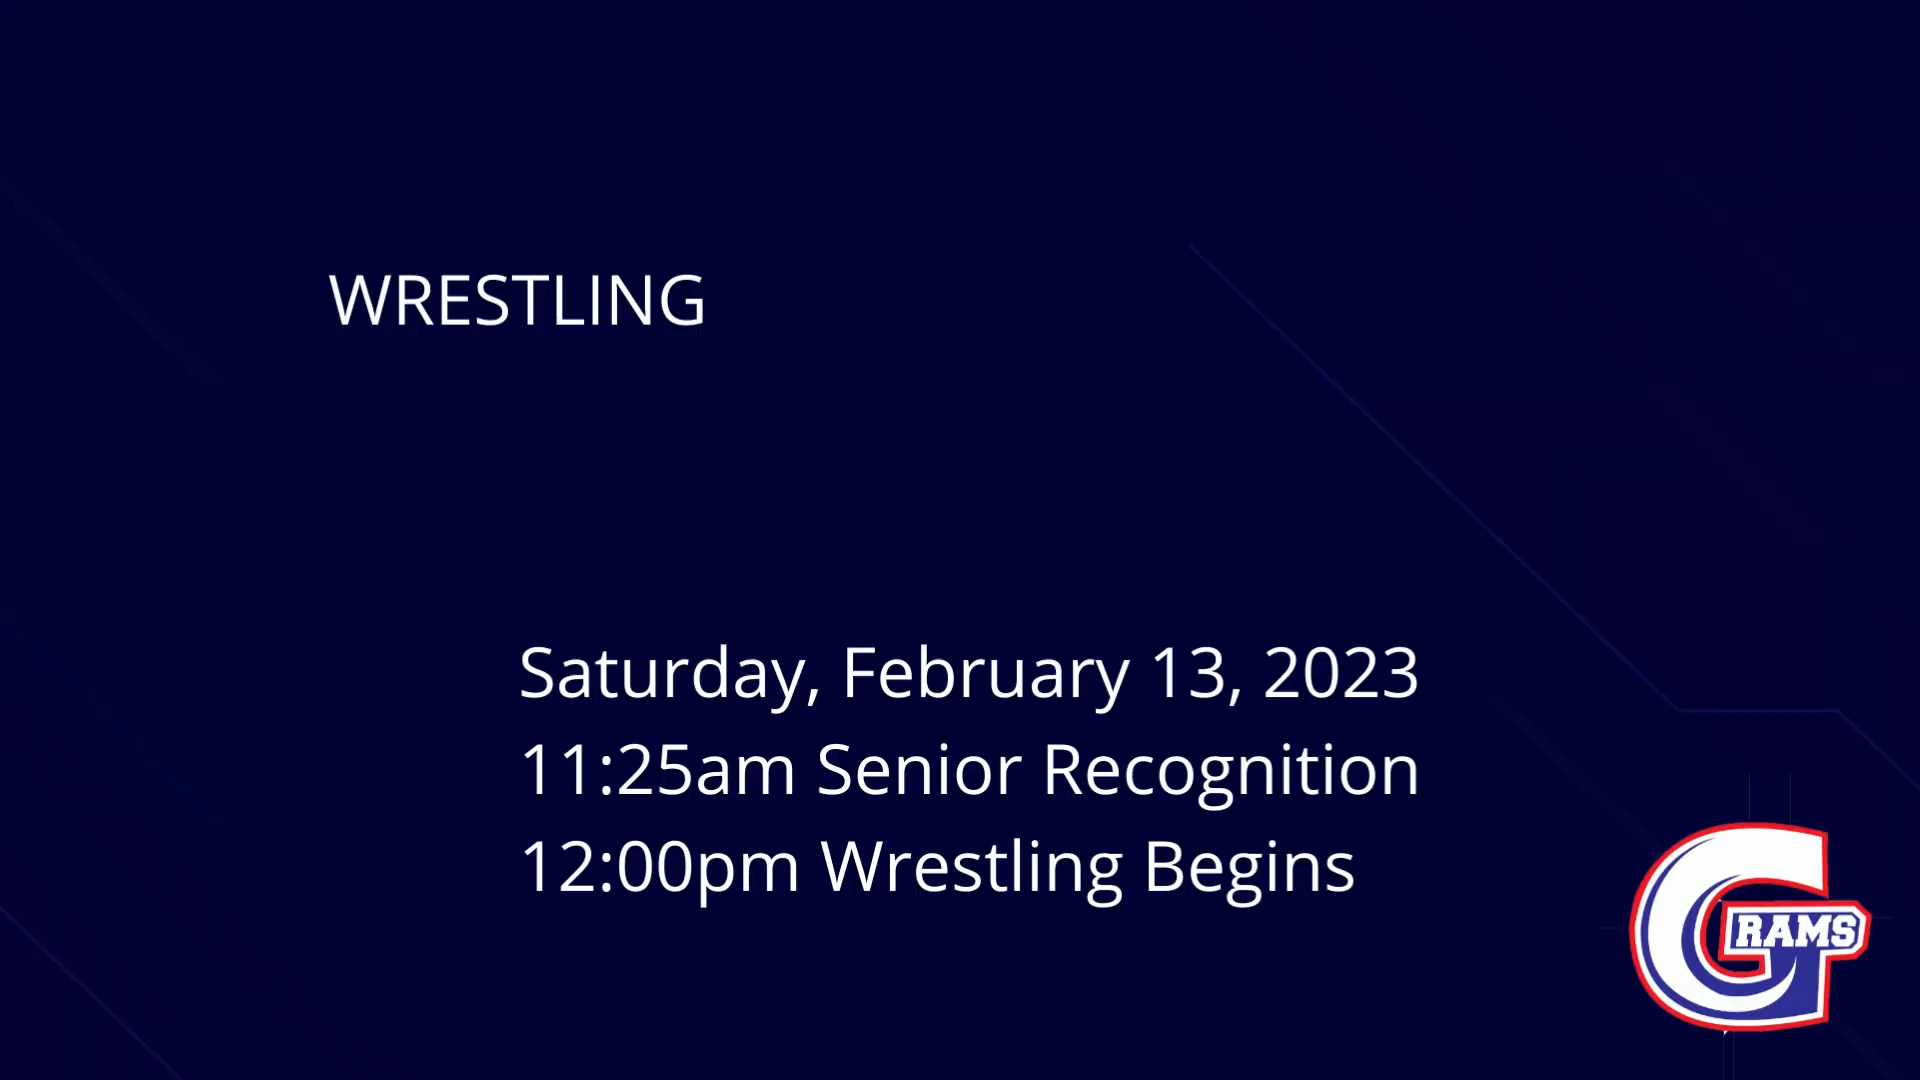 WRESTLING
Saturday, February 13, 2023
11:25am Senior Recognition
12:00pm Wrestling Begins
G
RAMS